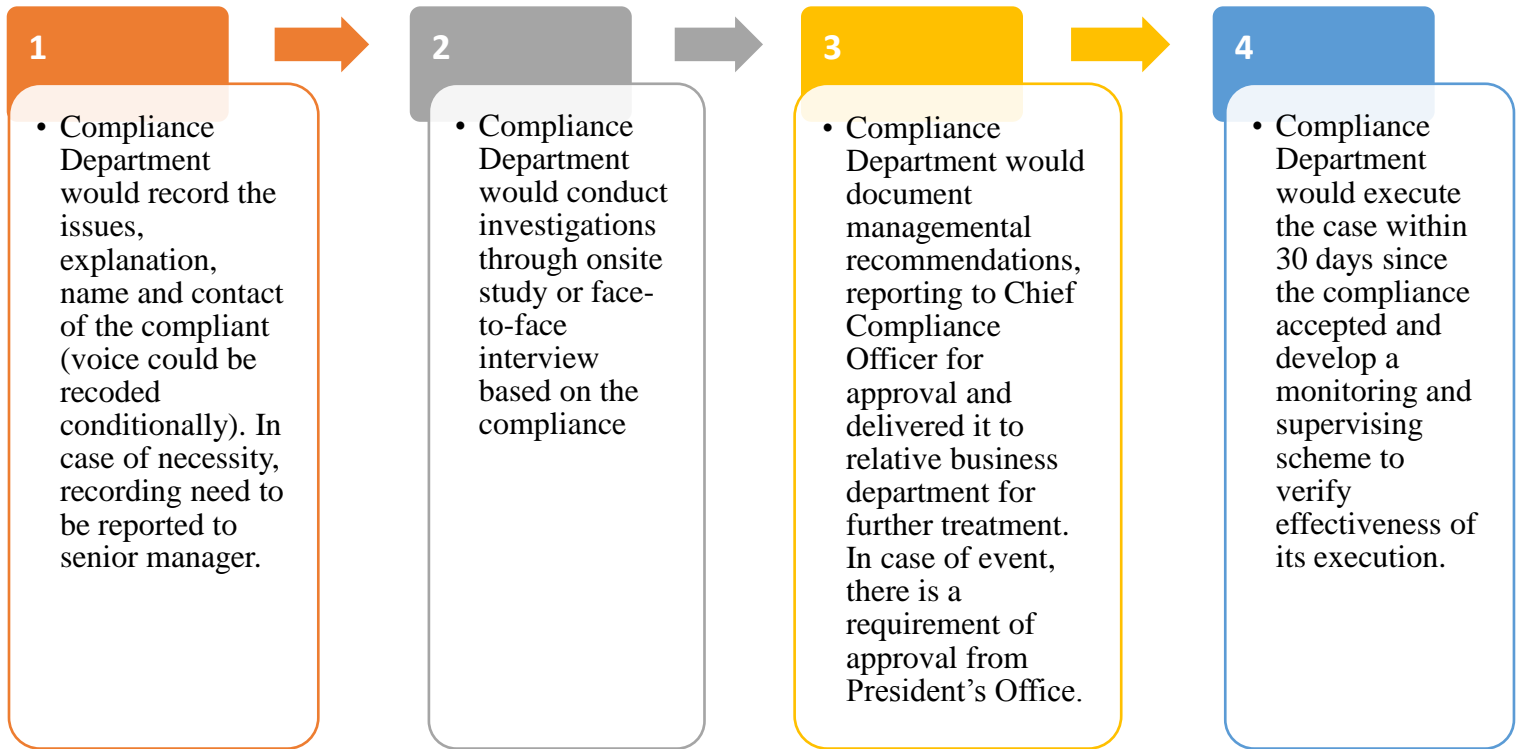 1
• Compliance
Department
would record the
issues,
explanation,
name and contact
of the compliant
(voice could be
recoded
conditionally). In
case of necessity,
recording need to
be reported to
senior manager.
2
• Compliance
Department
would conduct
investigations
through onsite
study or face-
to-face
interview
based on the
compliance
3
• Compliance
Department would
document
managemental
recommendations,
reporting to Chief
Compliance
Officer for
approval and
delivered it to
relative business
department for
further treatment.
In case of event,
there is a
requirement of
approval from
President’s Office.
4
• Compliance
Department
would execute
the case within
30 days since
the compliance
accepted and
develop a
monitoring and
supervising
scheme to
verify
effectiveness of
its execution.